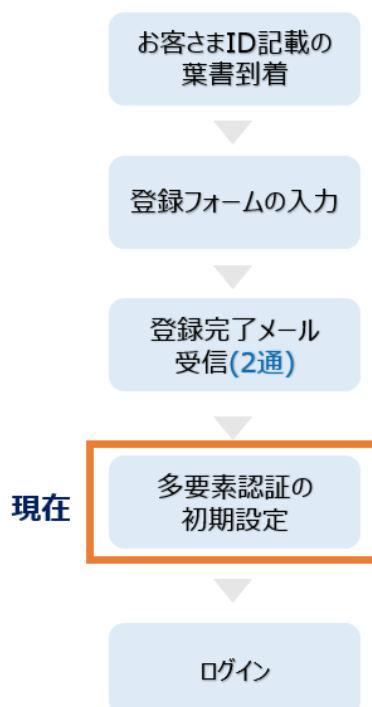 お客さまID記載の
葉書到着
登録フォームの入力
登録完了メール
受信(2通)
現在
多要素認証の
初期設定
ログイン